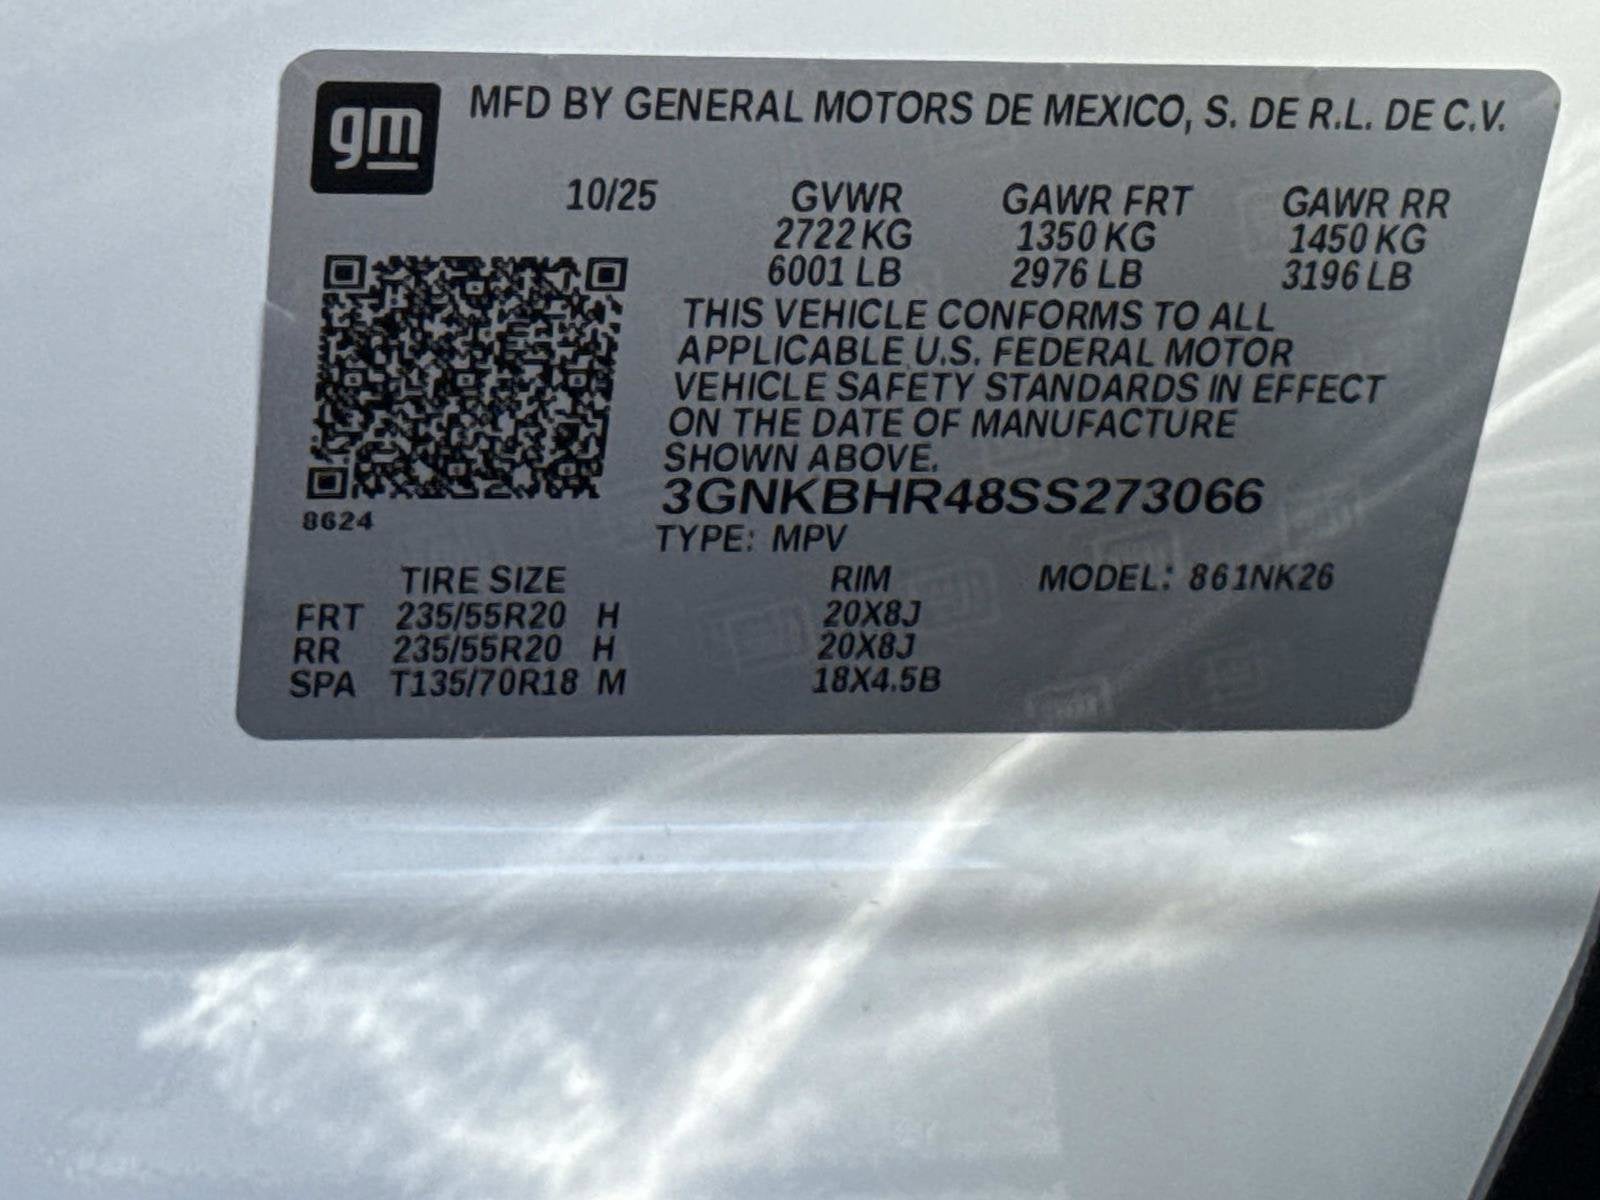 gm
MFD BY GENERAL MOTORS DE MEXICO, S. DE R.L. DE C.V.
10/25 GVWR GAWR FRT GAWR RR
2722 KG 1350 KG 1450 KG
6001 LB 2976 LB 3196 LB
THIS VEHICLE CONFORMS TO ALL
APPLICABLE U.S. FEDERAL MOTOR
VEHICLE SAFETY STANDARDS IN EFFECT
ON THE DATE OF MANUFACTURE
SHOWN ABOVE.
3GNKBHR48SS273066
8624
TYPE: MPV
TIRE SIZE RIM MODEL: 861NK26
FRT 235/55R20 H 20X8J
RR 235/55R20 H 20X8J
SPA T135/70R18 M 18X4.5B